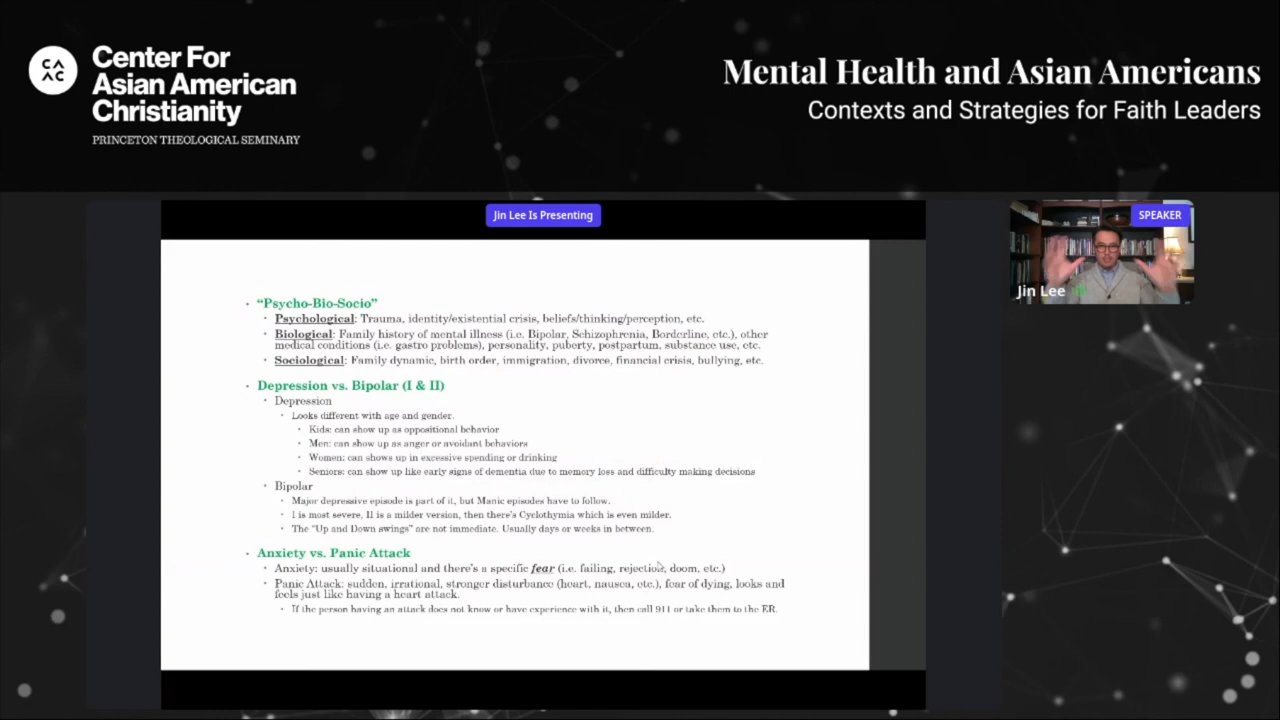 CA
AC
Center For
Asian American
Christianity
PRINCETON THEOLOGICAL SEMINARY
Mental Health and Asian Americans
Contexts and Strategies for Faith Leaders
Jin Lee Is Presenting
SPEAKER
Jin Lee
• “Psycho-Bio-Socio”
• Psychological: Trauma, identity/existential crisis, beliefs/thinking/perception, etc.
• Biological: Family history of mental illness (i.e. Bipolar, Schizophrenia, Borderline, etc.), other
medical conditions (i.e. gastro problems), personality, puberty, postpartum, substance use, etc.
• Sociological: Family dynamic, birth order, immigration, divorce, financial crisis, bullying, etc.
• Depression vs. Bipolar (I & II)
• Depression
• Looks different with age and gender.
• Kids: can show up as oppositional behavior
• Men: can show up as anger or avoidant behaviors
• Women: can shows up in excessive spending or drinking
• Seniors: can show up like early signs of dementia due to memory loss and difficulty making decisions
• Bipolar
• Major depressive episode is part of it, but Manic episodes have to follow.
• I is most severe, II is a milder version, then there's Cyclothymia which is even milder.
• The “Up and Down swings” are not immediate. Usually days or weeks in between.
• Anxiety vs. Panic Attack
• Anxiety: usually situational and there's a specific fear (i.e. failing, rejection, doom, etc.)
• Panic Attack: sudden, irrational, stronger disturbance (heart, nausea, etc.), fear of dying, looks and
feels just like having a heart attack.
• If the person having an attack does not know or have experience with it, then call 911 or take them to the ER.